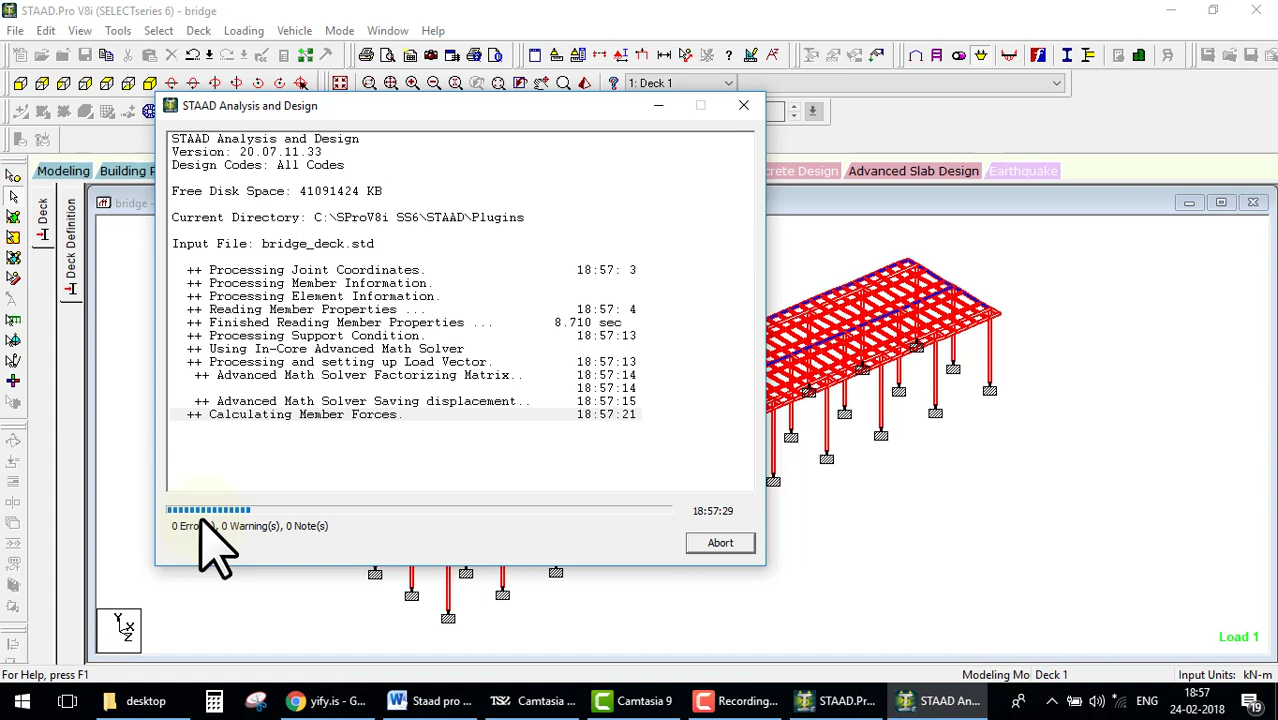 STAAD.Pro V8i (SELECTseries 6) - bridge
File Edit View Tools Select Deck Loading Vehicle Mode Window Help
1: Deck 1
STAAD Analysis and Design
Modeling
Building P
crete Design
Advanced Slab Design
Earthquake
bridge -
Deck
Deck Definition
STAAD Analysis and Design
Version: 20.07.11.33
Design Codes: All Codes
Free Disk Space: 41091424 KB
Current Directory: C:\SProV8i SS6\STAAD\Plugins
Input File: bridge_deck.std
++ Processing Joint Coordinates. 18:57: 3
++ Processing Member Information.
++ Processing Element Information.
++ Reading Member Properties ... 18:57: 4
++ Finished Reading Member Properties ... 8.710 sec
++ Processing Support Condition. 18:57:13
++ Using In-Core Advanced Math Solver
++ Processing and setting up Load Vector. 18:57:13
++ Advanced Math Solver Factorizing Matrix.. 18:57:14
18:57:14
++ Advanced Math Solver Saving displacement.. 18:57:15
++ Calculating Member Forces. 18:57:21
18:57:29
0 Erro ), 0 Warning(s), 0 Note(s)
Abort
Y
X
Z
Load 1
For Help, press F1
Modeling Mo Deck 1 Input Units: kN-m
desktop
yify.is - G...
Staad pro ...
Camtasia ...
Camtasia 9
Recording...
STAAD.Pr...
STAAD An...
ENG
18:57
24-02-2018
19